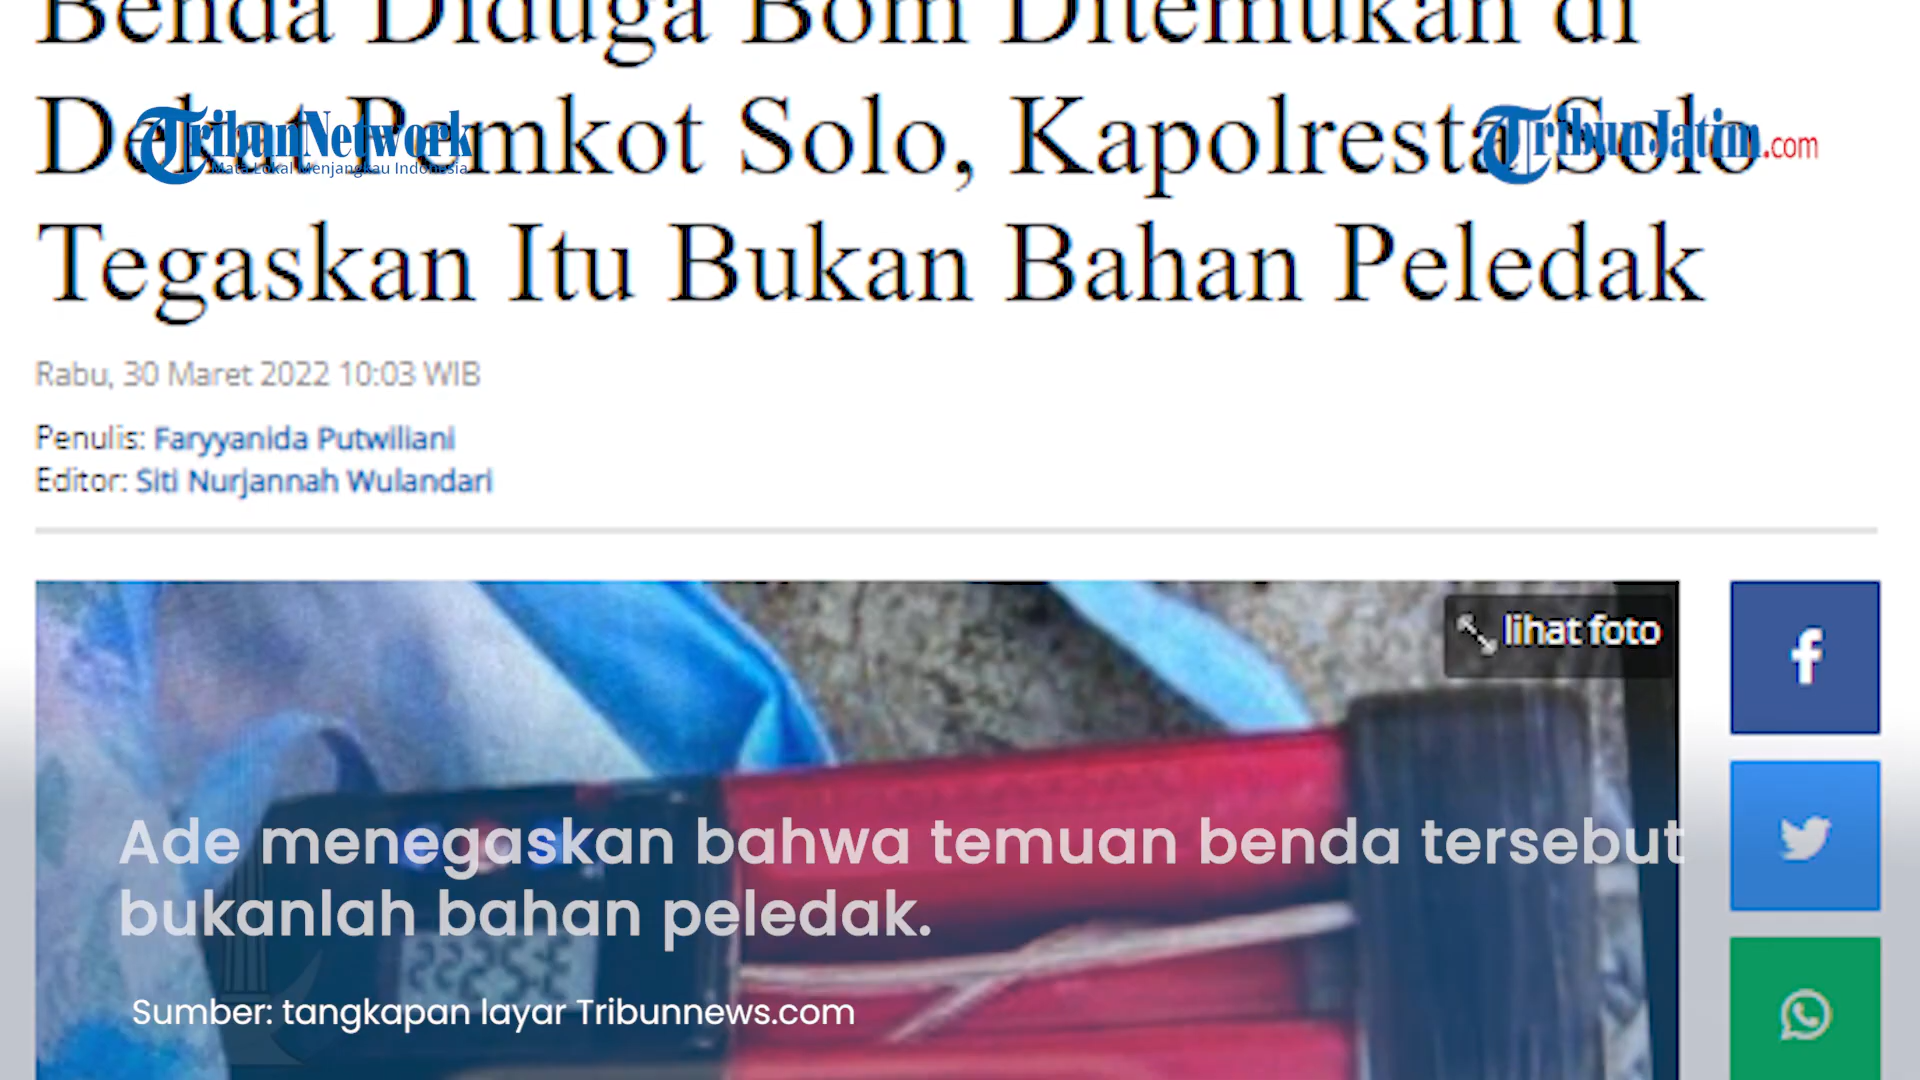 Benda Diduga Bom Ditemukan di
TribunNetwork
Mata Lokal Menjangkau Indonesia
Dekat Pemkot Solo, Kapolresta Solo
TribunJatim.com
Tegaskan Itu Bukan Bahan Peledak
Rabu, 30 Maret 2022 10:03 WIB
Penulis: Faryyanida Putwiliani
Editor: Siti Nurjannah Wulandari
lihat foto
Ade menegaskan bahwa temuan benda tersebut
bukanlah bahan peledak.
Sumber: tangkapan layar Tribunnews.com